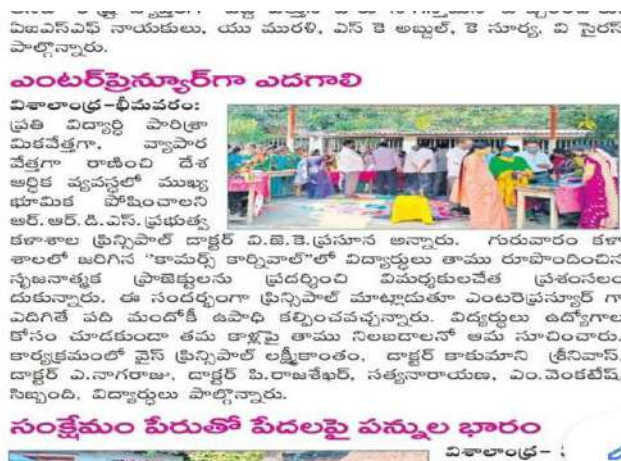 ఏఐఎస్ఎఫ్ నాయకులు, యు మురళి, ఎస్ కె అబ్దుల్, కె సూర్య, వి సైరస్
పాల్గొన్నారు.
ఎంటర్‌ప్రెన్యూర్‌గా ఎదగాలి
విశాలాంధ్ర-భీమవరం:
ప్రతి విద్యార్థి పారిశ్రా
మికవేత్తగా, వ్యాపార
వేత్తగా రాణించి దేశ
ఆర్థిక వ్యవస్థలో ముఖ్య
భూమిక పోషించాలని
ఆర్.ఆర్.డి.ఎస్.ప్రభుత్వ
కళాశాల ప్రిన్సిపాల్ డాక్టర్ వి.జె.కె.ప్రసూన అన్నారు. గురువారం కళా
శాలలో జరిగిన "కామర్స్ కార్నివాల్"లో విద్యార్థులు తాము రూపొందించిన
సృజనాత్మక ప్రాజెక్టులను ప్రదర్శించి విమర్శకులచేత ప్రశంసలం
దుకున్నారు. ఈ సందర్భంగా ప్రిన్సిపాల్ మాట్లాడుతూ ఎంటరెప్రన్యూర్ గా
ఎదిగితే పది మందికీ ఉపాధి కల్పించవచ్చన్నారు. విద్యర్థులు ఉద్యోగాల
కోసం చూడకుండా తమ కాళ్లపై తాము నిలబడాలనో ఆమ సూచించారు.
కార్యక్రమంలో వైస్ ప్రిన్సిపాల్ లక్ష్మీకాంతం, డాక్టర్ కాకుమాని శ్రీనివాస్,
డాక్టర్ ఎ.నాగరాజు, డాక్టర్ పి.రాజశేఖర్, సత్యనారాయణ, ఎం.వెంకటేష్,
సిబ్బంది, విద్యార్థులు పాల్గొన్నారు.
సంక్షేమం పేరుతో పేదలపై పన్నుల భారం
విశాలాంధ్ర-